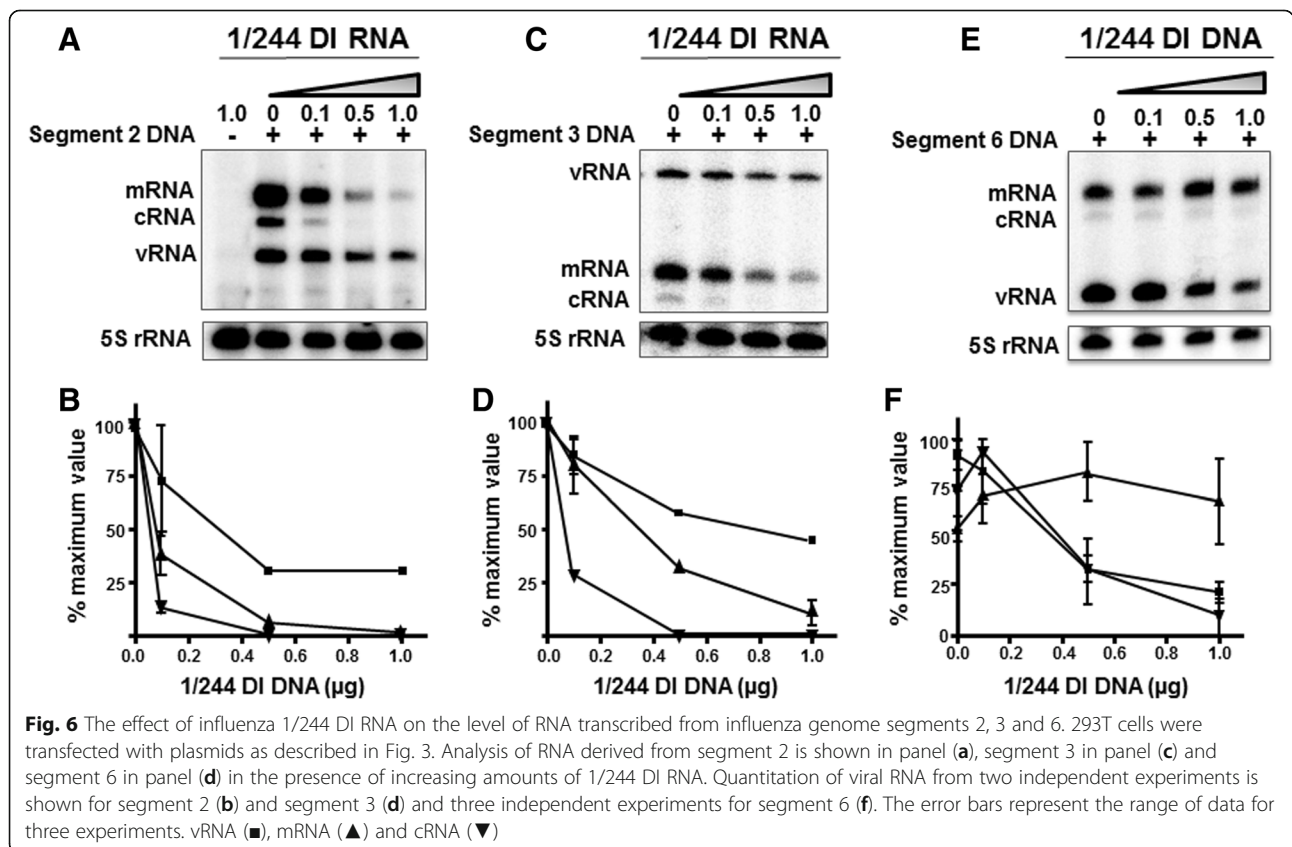 A
1/244 DI RNA
1.0 0 0.1 0.5 1.0
Segment 2 DNA - + + + +
mRNA
cRNA
vRNA
5S rRNA
C
1/244 DI RNA
0 0.1 0.5 1.0
Segment 3 DNA + + + +
vRNA
mRNA
cRNA
5S rRNA
E
1/244 DI DNA
0 0.1 0.5 1.0
Segment 6 DNA + + + +
mRNA
cRNA
vRNA
5S rRNA
B
% maximum value
100
75
50
25
0.0 0.2 0.4 0.6 0.8 1.0
1/244 DI DNA (µg)
D
% maximum value
100
75
50
25
0.0 0.2 0.4 0.6 0.8 1.0
1/244 DI DNA (µg)
F
% maximum value
100
75
50
25
0
0.0 0.2 0.4 0.6 0.8 1.0
1/244 DI DNA (µg)
Fig. 6 The effect of influenza 1/244 DI RNA on the level of RNA transcribed from influenza genome segments 2, 3 and 6. 293T cells were
transfected with plasmids as described in Fig. 3. Analysis of RNA derived from segment 2 is shown in panel (a), segment 3 in panel (c) and
segment 6 in panel (d) in the presence of increasing amounts of 1/244 DI RNA. Quantitation of viral RNA from two independent experiments is
shown for segment 2 (b) and segment 3 (d) and three independent experiments for segment 6 (f). The error bars represent the range of data for
three experiments. vRNA (■), mRNA (▲) and cRNA (▼)